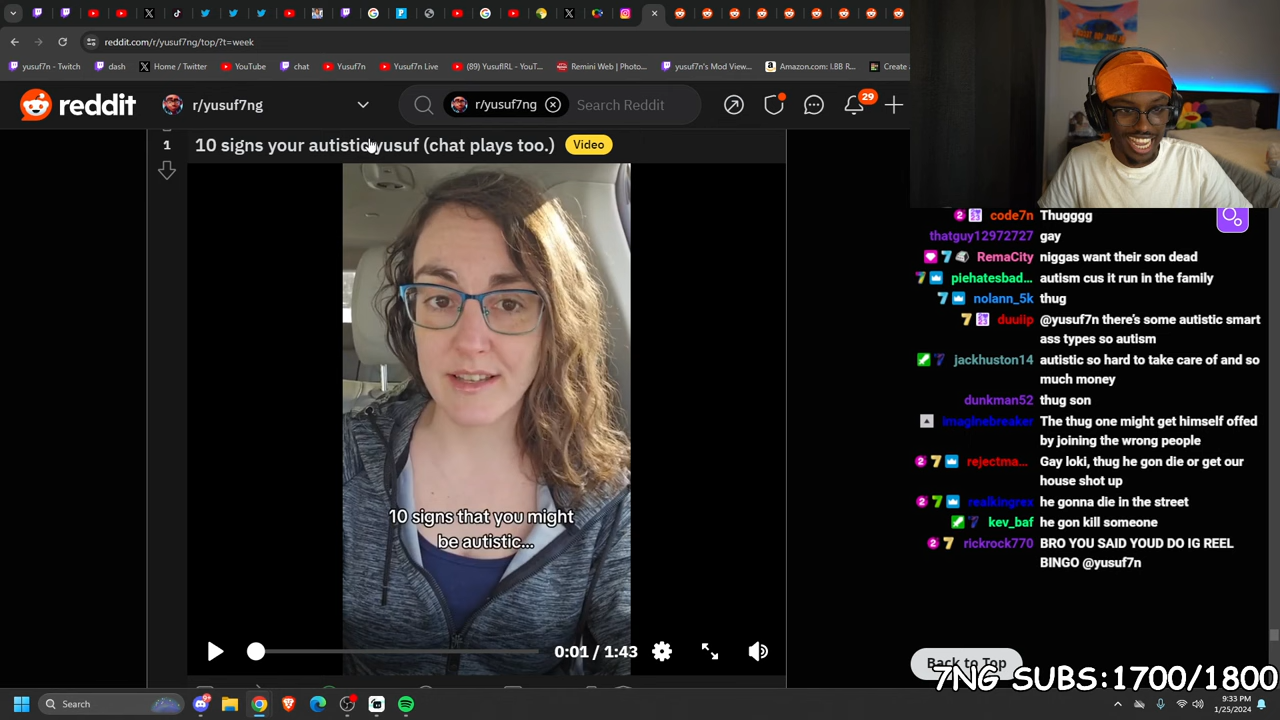 reddit.com/r/yusuf7ng/top/?t=week
yusuf7n - Twitch
dash
Home / Twitter
YouTube
chat
Yusuf7n
Yusuf7n Live
(89) YusufIRL - YouT...
Remini Web | Photo...
yusuf7n's Mod View...
Amazon.com: LBB R...
Create a
reddit
r/yusuf7ng
r/yusuf7ng
Search Reddit
29
1
10 signs your autistic yusuf (chat plays too.)
Video
10 signs that you might
be autistic...
0:01 / 1:43
code7n Thugggg
thatguy12972727 gay
RemaCity niggas want their son dead
piehatesbad... autism cus it run in the family
nolann_5k thug
duuiip @yusuf7n there's some autistic smart
ass types so autism
jackhuston14 autistic so hard to take care of and so
much money
dunkman52 thug son
imaginebreaker The thug one might get himself offed
by joining the wrong people
rejectma... Gay loki, thug he gon die or get our
house shot up
realkingrex he gonna die in the street
kev_baf he gon kill someone
rickrock770 BRO YOU SAID YOUD DO IG REEL
BINGO @yusuf7n
Back to Top
7NG SUBS:1700/1800
Search
9:33 PM
1/25/2024